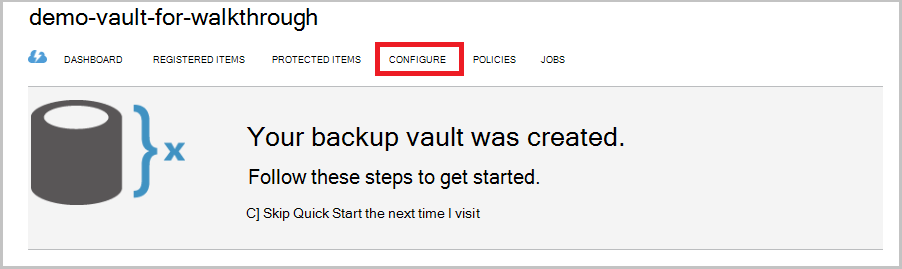 demo-vault-for-walkthrough
DASHBOARD REGISTERED ITEMS PROTECTED ITEMS CONFIGURE POLICIES JOBS
} x
Your backup vault was created.
Follow these steps to get started.
C] Skip Quick Start the next time I visit